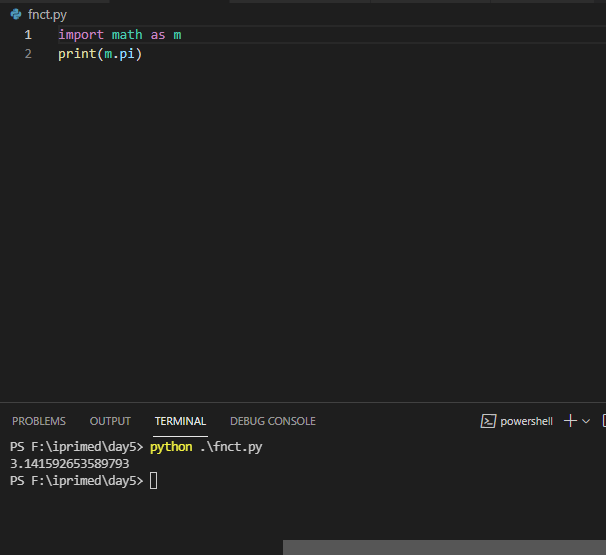 fnct.py
1 import math as m
2 print(m.pi)
PROBLEMS OUTPUT TERMINAL DEBUG CONSOLE powershell
PS F:\iprimed\day5> python .\fnct.py
3.141592653589793
PS F:\iprimed\day5>